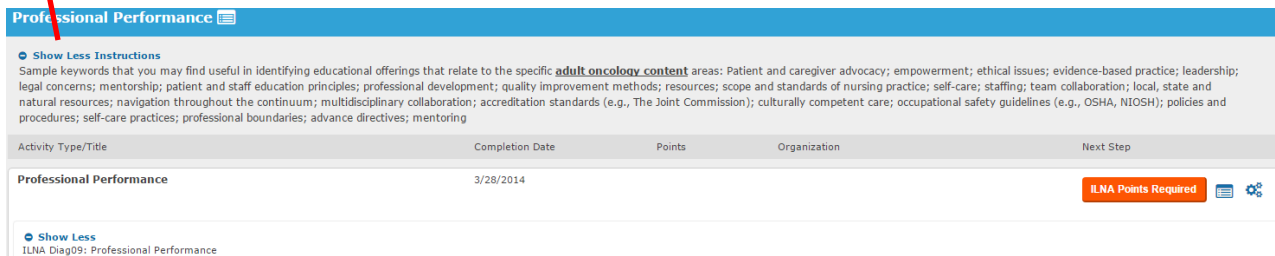 Professional Performance
Show Less Instructions
Sample keywords that you may find useful in identifying educational offerings that relate to the specific adult oncology content areas: Patient and caregiver advocacy; empowerment; ethical issues; evidence-based practice; leadership;
legal concerns; mentorship; patient and staff education principles; professional development; quality improvement methods; resources; scope and standards of nursing practice; self-care; staffing; team collaboration; local, state and
natural resources; navigation throughout the continuum; multidisciplinary collaboration; accreditation standards (e.g., The Joint Commission); culturally competent care; occupational safety guidelines (e.g., OSHA, NIOSH); policies and
procedures; self-care practices; professional boundaries; advance directives; mentoring
Activity Type/Title Completion Date Points Organization Next Step
Professional Performance 3/28/2014 ILNA Points Required
Show Less
ILNA Diag09: Professional Performance